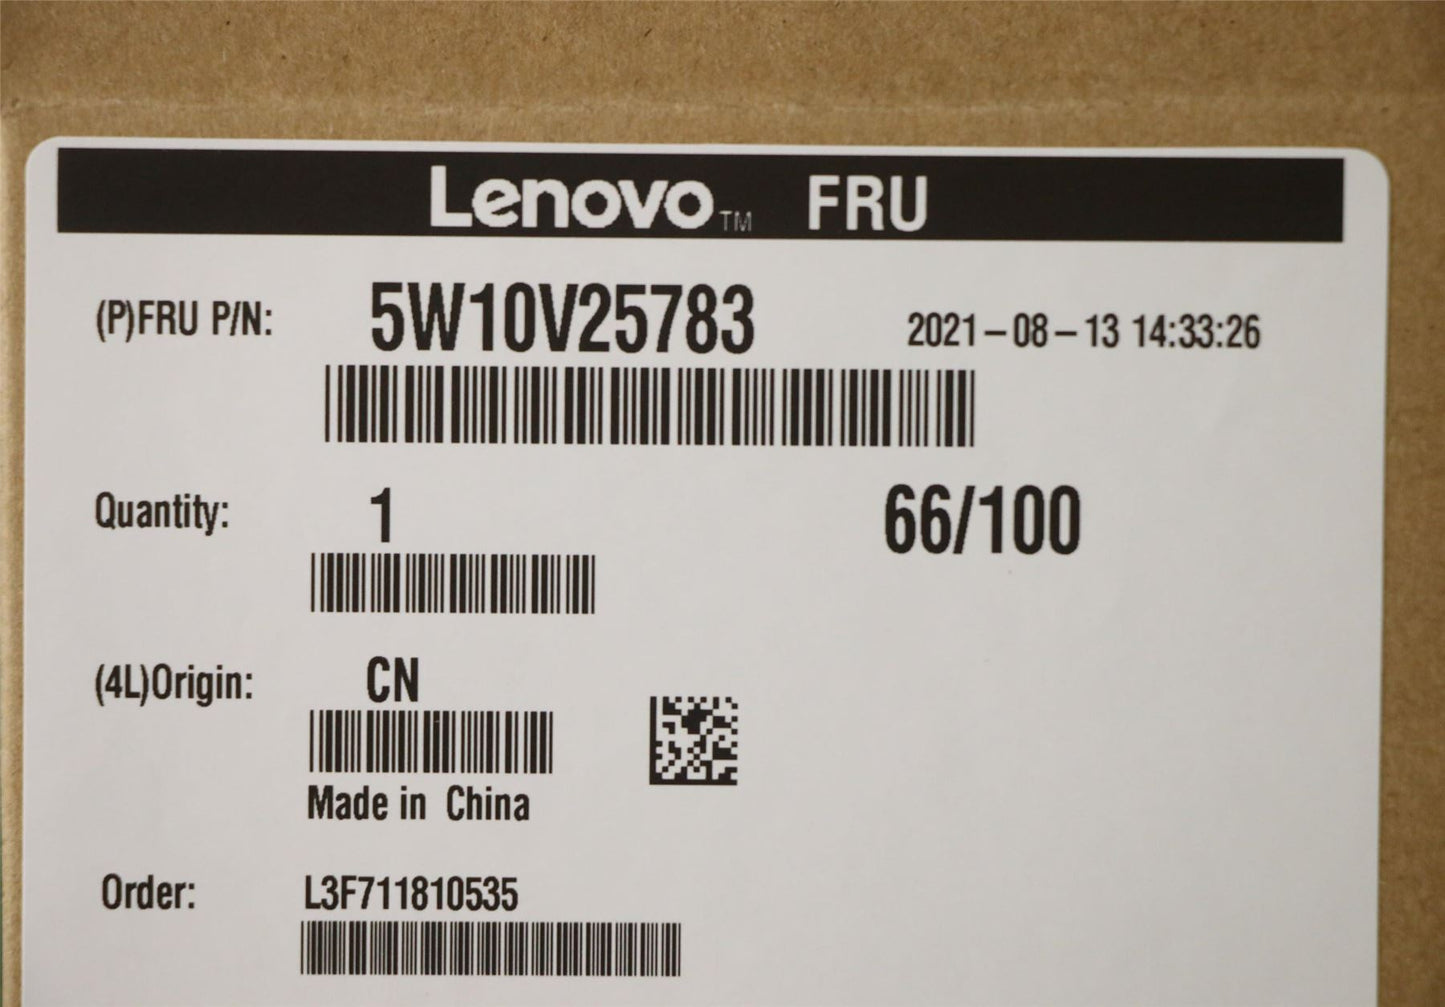 Lenovo™ FRU
(P)FRU P/N: 5W10V25783 2021-08-13 14:33:26
Quantity: 1 66/100
(4L)Origin: CN
Made in China
Order: L3F711810535